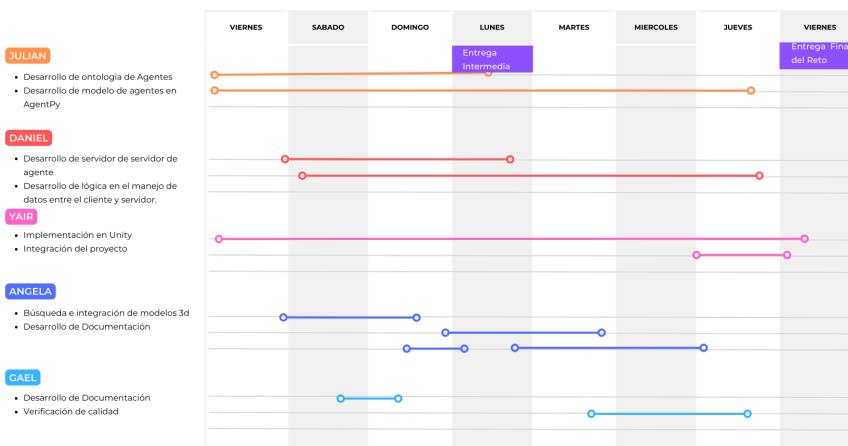 VIERNES SABADO DOMINGO LUNES MARTES MIERCOLES JUEVES VIERNES
Entrega
Intermedia
Entrega Fina
del Reto
JULIAN
• Desarrollo de ontología de Agentes
• Desarrollo de modelo de agentes en
AgentPy
DANIEL
• Desarrollo de servidor de servidor de
agente
• Desarrollo de lógica en el manejo de
datos entre el cliente y servidor.
YAIR
• Implementación en Unity
• Integración del proyecto
ANGELA
• Búsqueda e integración de modelos 3d
• Desarrollo de Documentación
GAEL
• Desarrollo de Documentación
• Verificación de calidad